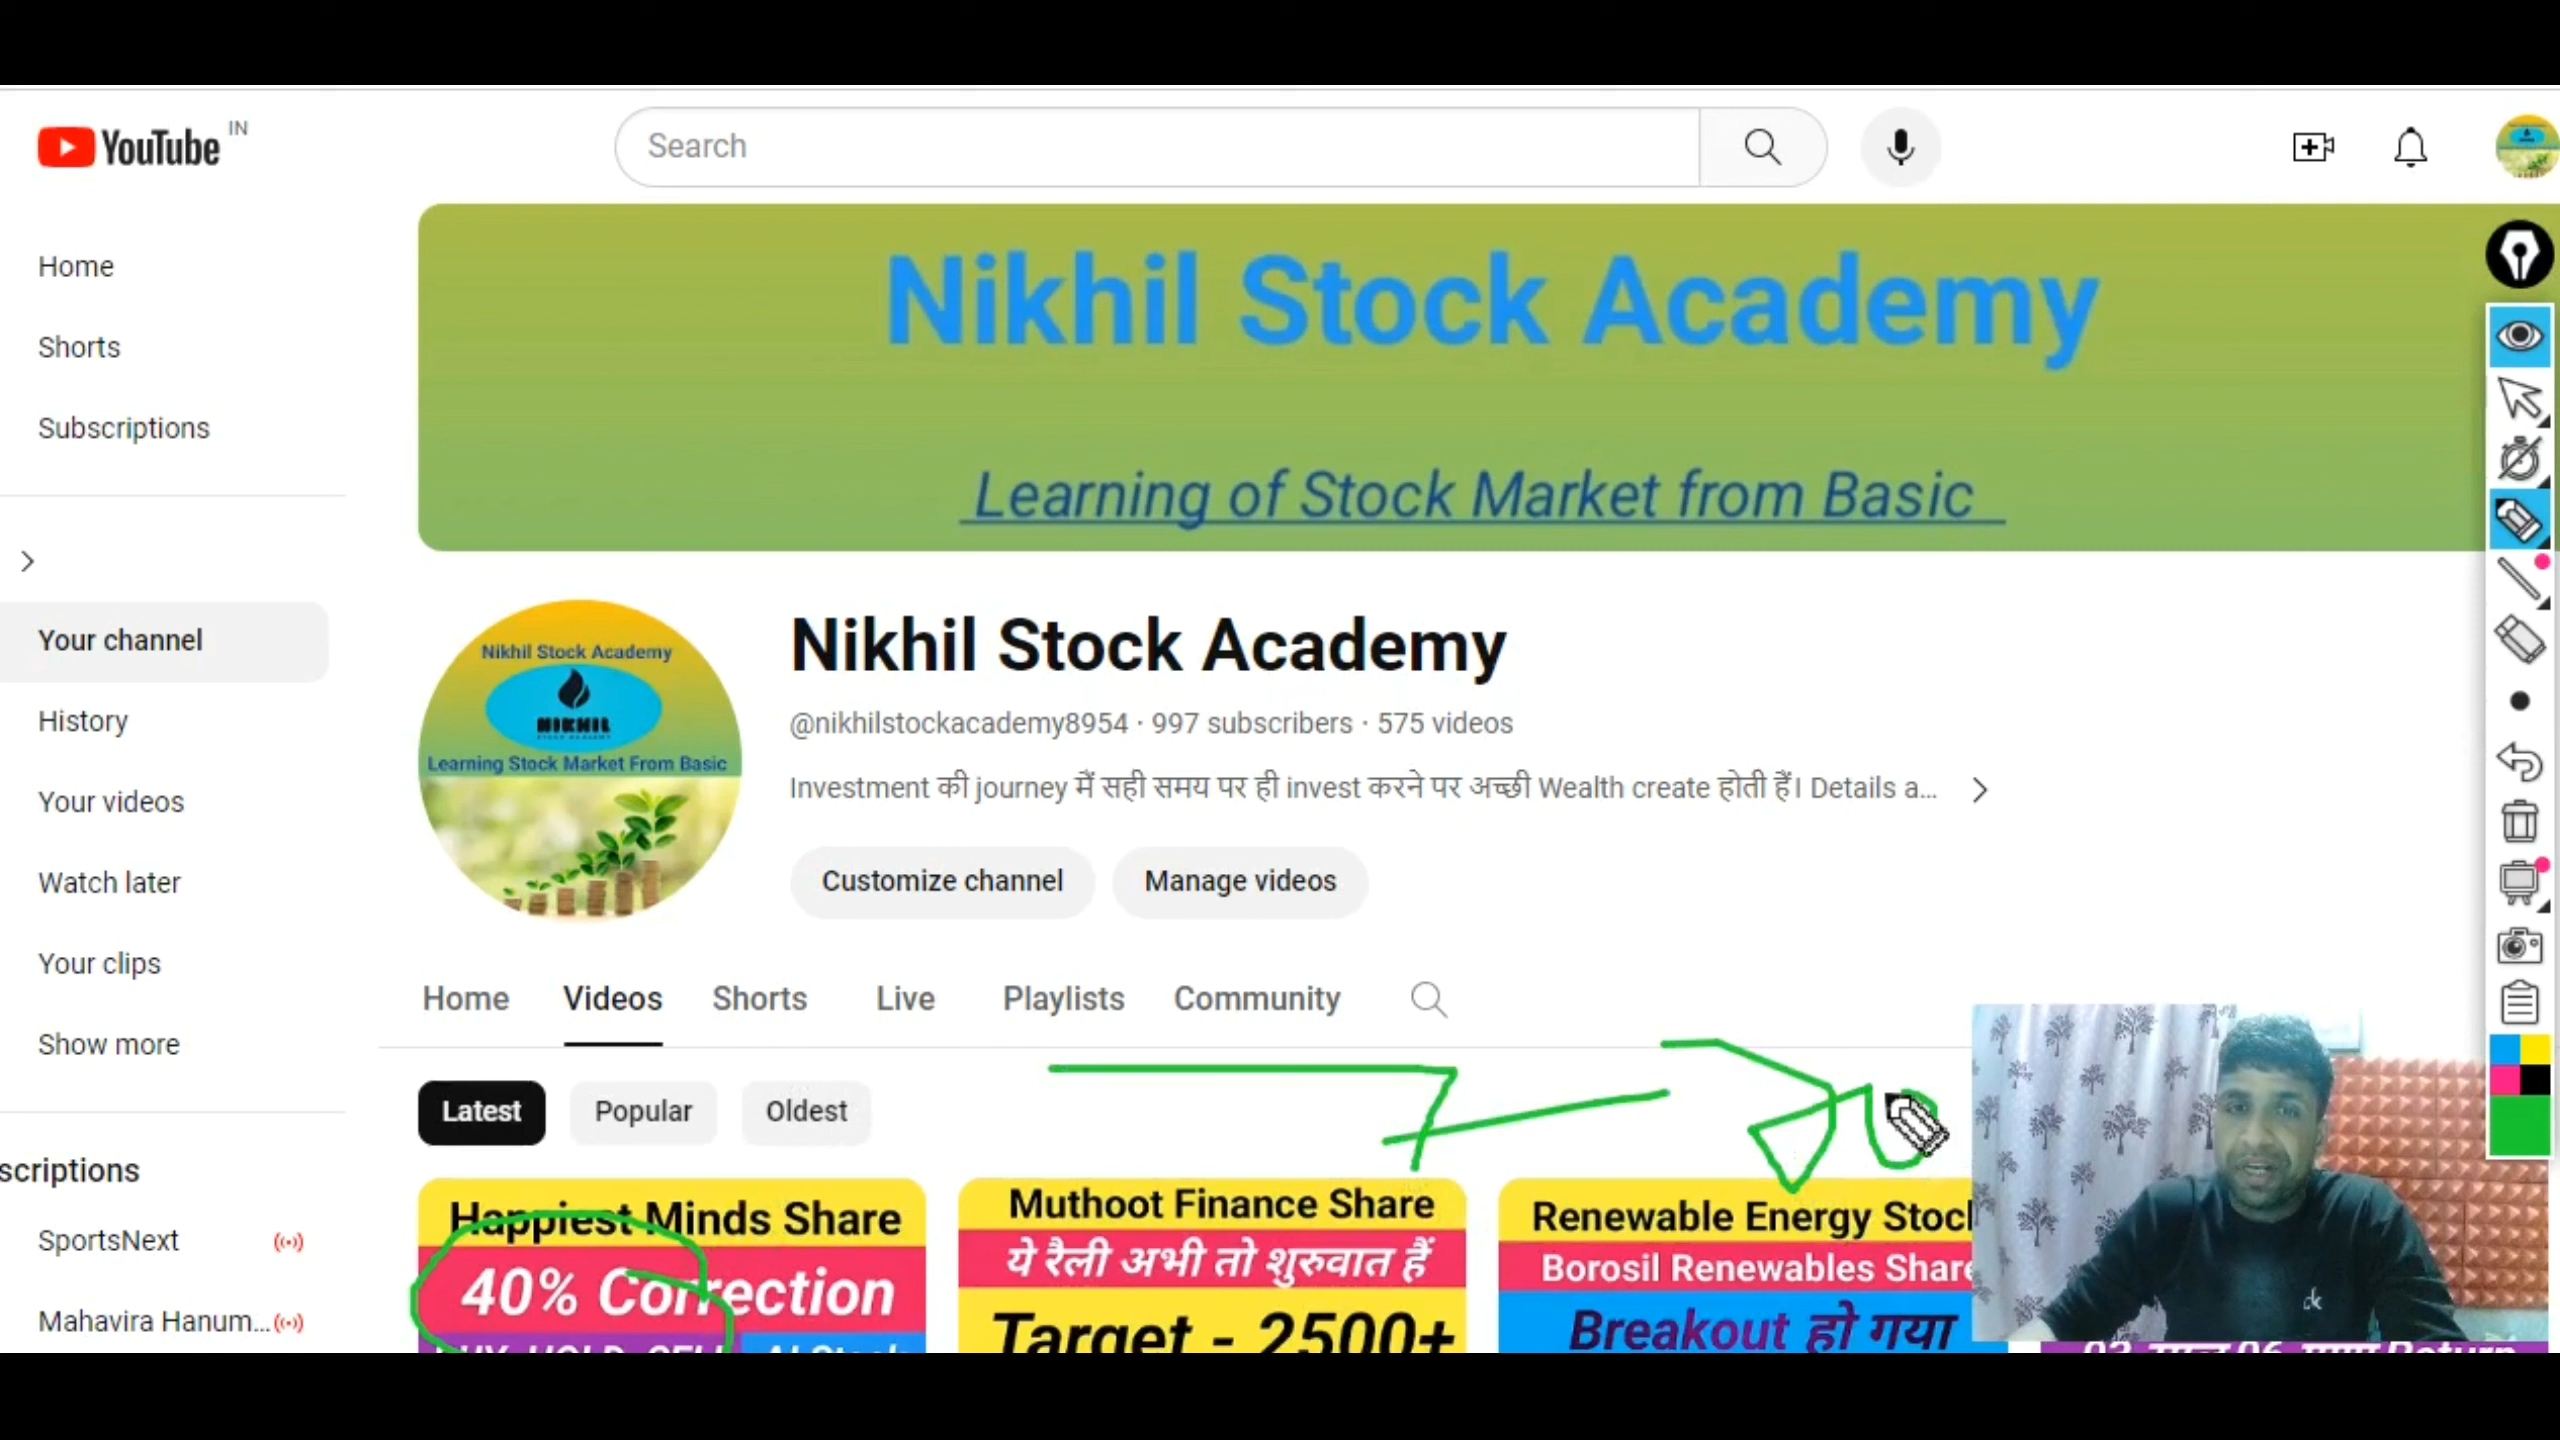 YouTube IN
Search
Home
Shorts
Subscriptions
Your channel
History
Your videos
Watch later
Your clips
Show more
scriptions
SportsNext
Mahavira Hanum...
Nikhil Stock Academy
Learning of Stock Market from Basic
Nikhil Stock Academy
NIKHIL
Learning Stock Market From Basic
Nikhil Stock Academy
@nikhilstockacademy8954 · 997 subscribers · 575 videos
Investment की journey मैं सही समय पर ही invest करने पर अच्छी Wealth create होती हैं। Details a...
Customize channel
Manage videos
Home Videos Shorts Live Playlists Community
Latest Popular Oldest
Happiest Minds Share
40% Correction
Muthoot Finance Share
ये रैली अभी तो शुरुवात हैं
Target - 2500+
Renewable Energy Stoc
Borosil Renewables Share
Breakout हो गया